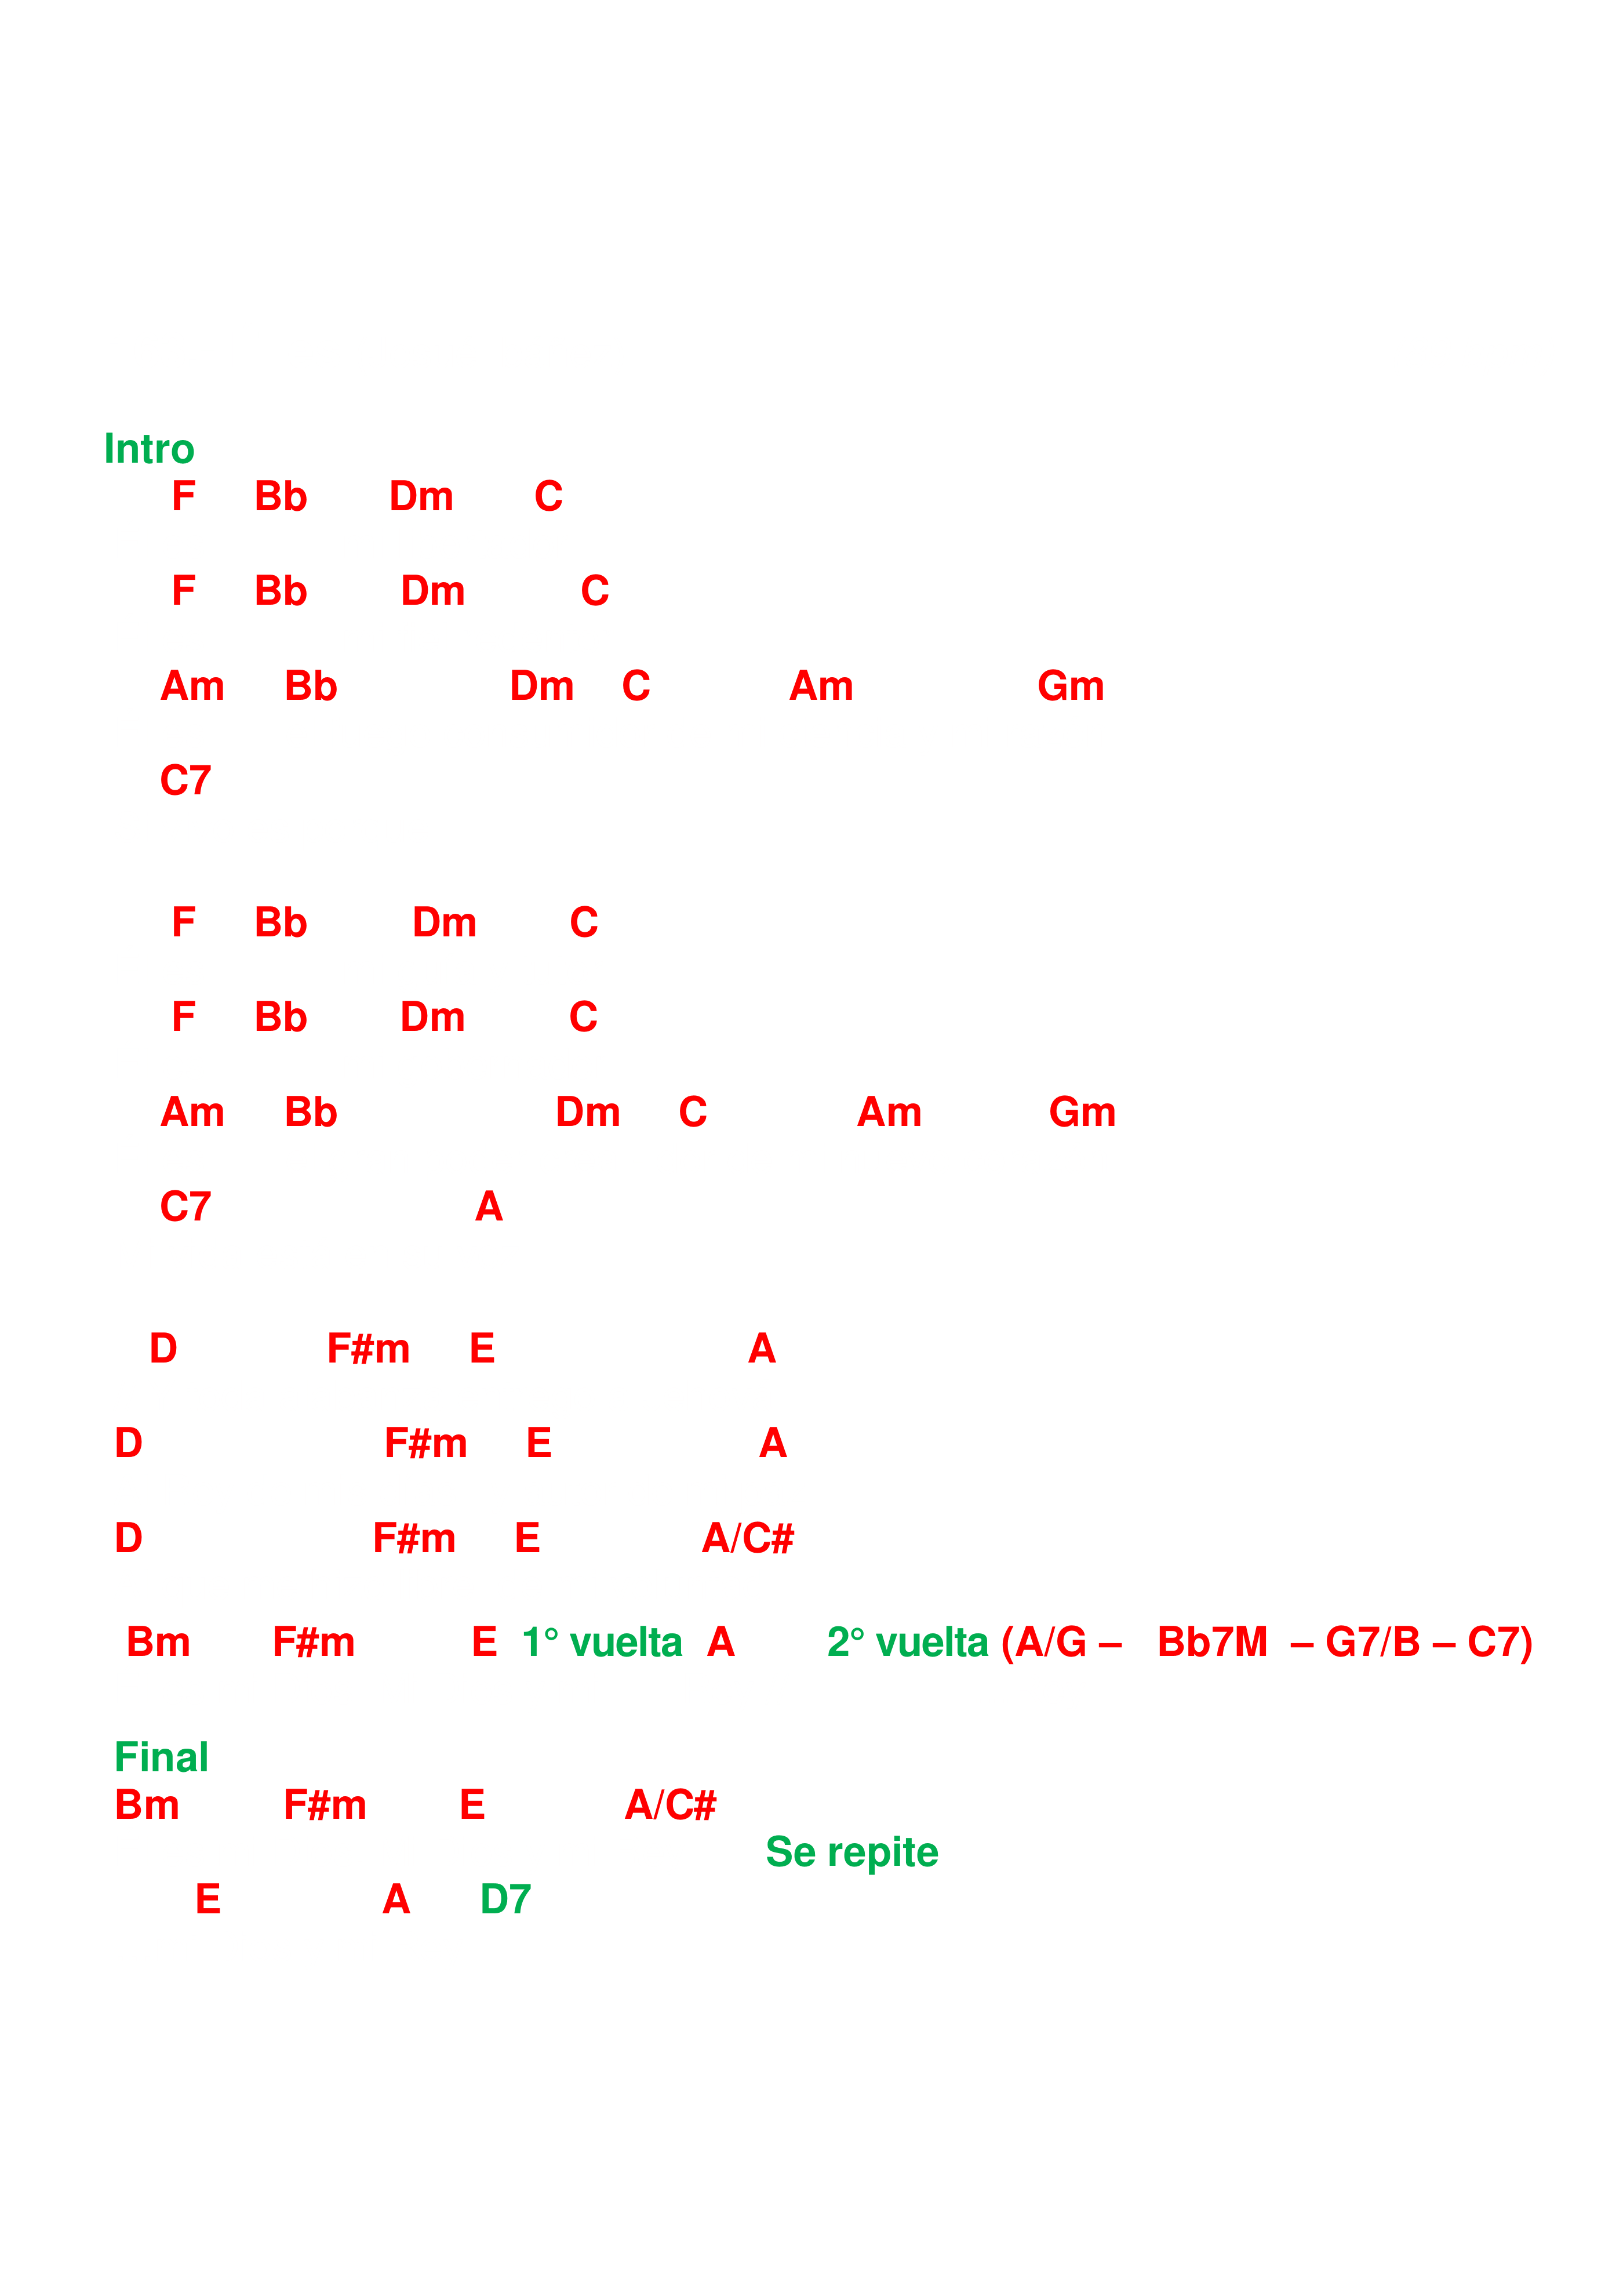 Intro
F Bb Dm C
F Bb Dm C
Am Bb Dm C Am Gm
C7
F Bb Dm C
F Bb Dm C
Am Bb Dm C Am Gm
C7 A
D F#m E A
D F#m E A
D F#m E A/C#
Bm F#m E 1° vuelta A 2° vuelta (A/G – Bb7M – G7/B – C7)
Final
Bm F#m E A/C#
Se repite
E A D7